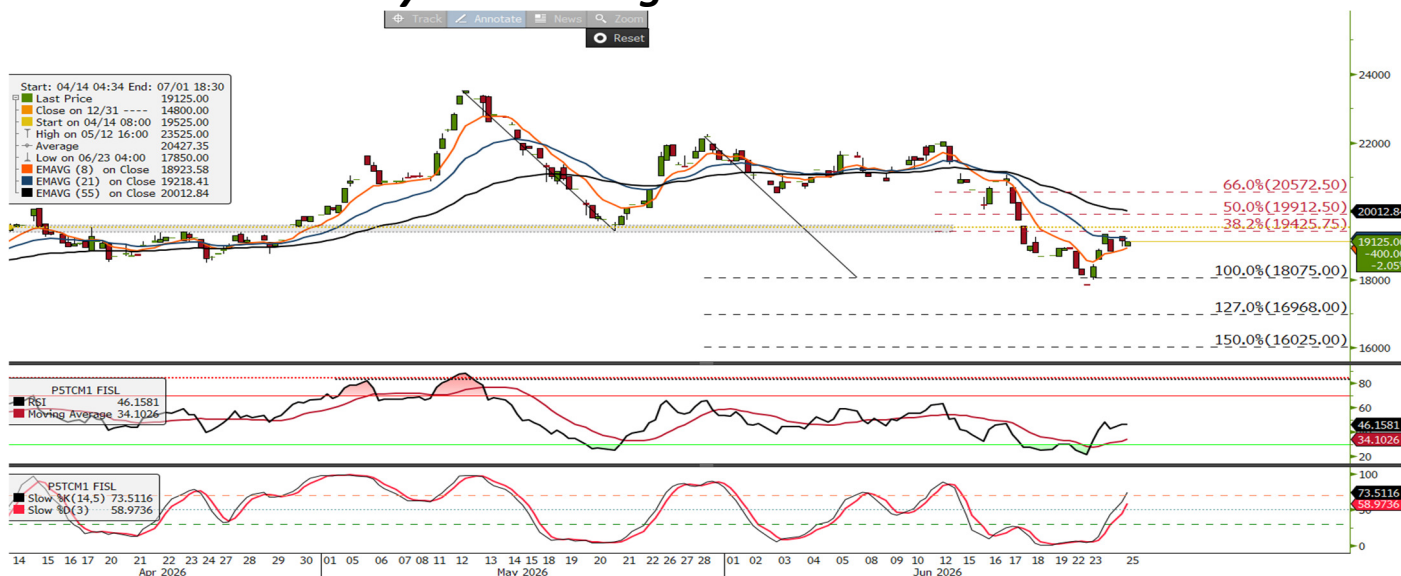 Track Annotate News Zoom
Reset
Start: 04/14 04:34 End: 07/01 18:30
Last Price 19125.00
Close on 12/31 ---- 14800.00
Start on 04/14 08:00 19525.00
High on 05/12 16:00 23525.00
Average 20427.35
Low on 06/23 04:00 17850.00
EMAVG (8) on Close 18923.58
EMAVG (21) on Close 19218.41
EMAVG (55) on Close 20012.84
24000
22000
66.0%(20572.50)
50.0%(19912.50)
20012.84
38.2%(19425.75)
19125.00
-400.00
-2.05%
100.0%(18075.00)
18000
127.0%(16968.00)
150.0%(16025.00)
16000
P5TCM1 FISL
RSI 46.1581
Moving Average 34.1026
80
60
46.1581
34.1026
20
P5TCM1 FISL
Slow %K(14,5) 73.5116
Slow %D(3) 58.9736
100
73.5116
58.9736
50
0
14 15 16 17 20 21 22 23 24 27 28 29 30 01 05 06 07 08 11 12 14 15 18 19 20 21 22 26 27 28 01 02 03 04 05 08 09 10 12 15 16 17 18 19 22 23 25
Apr 2026 May 2026 Jun 2026